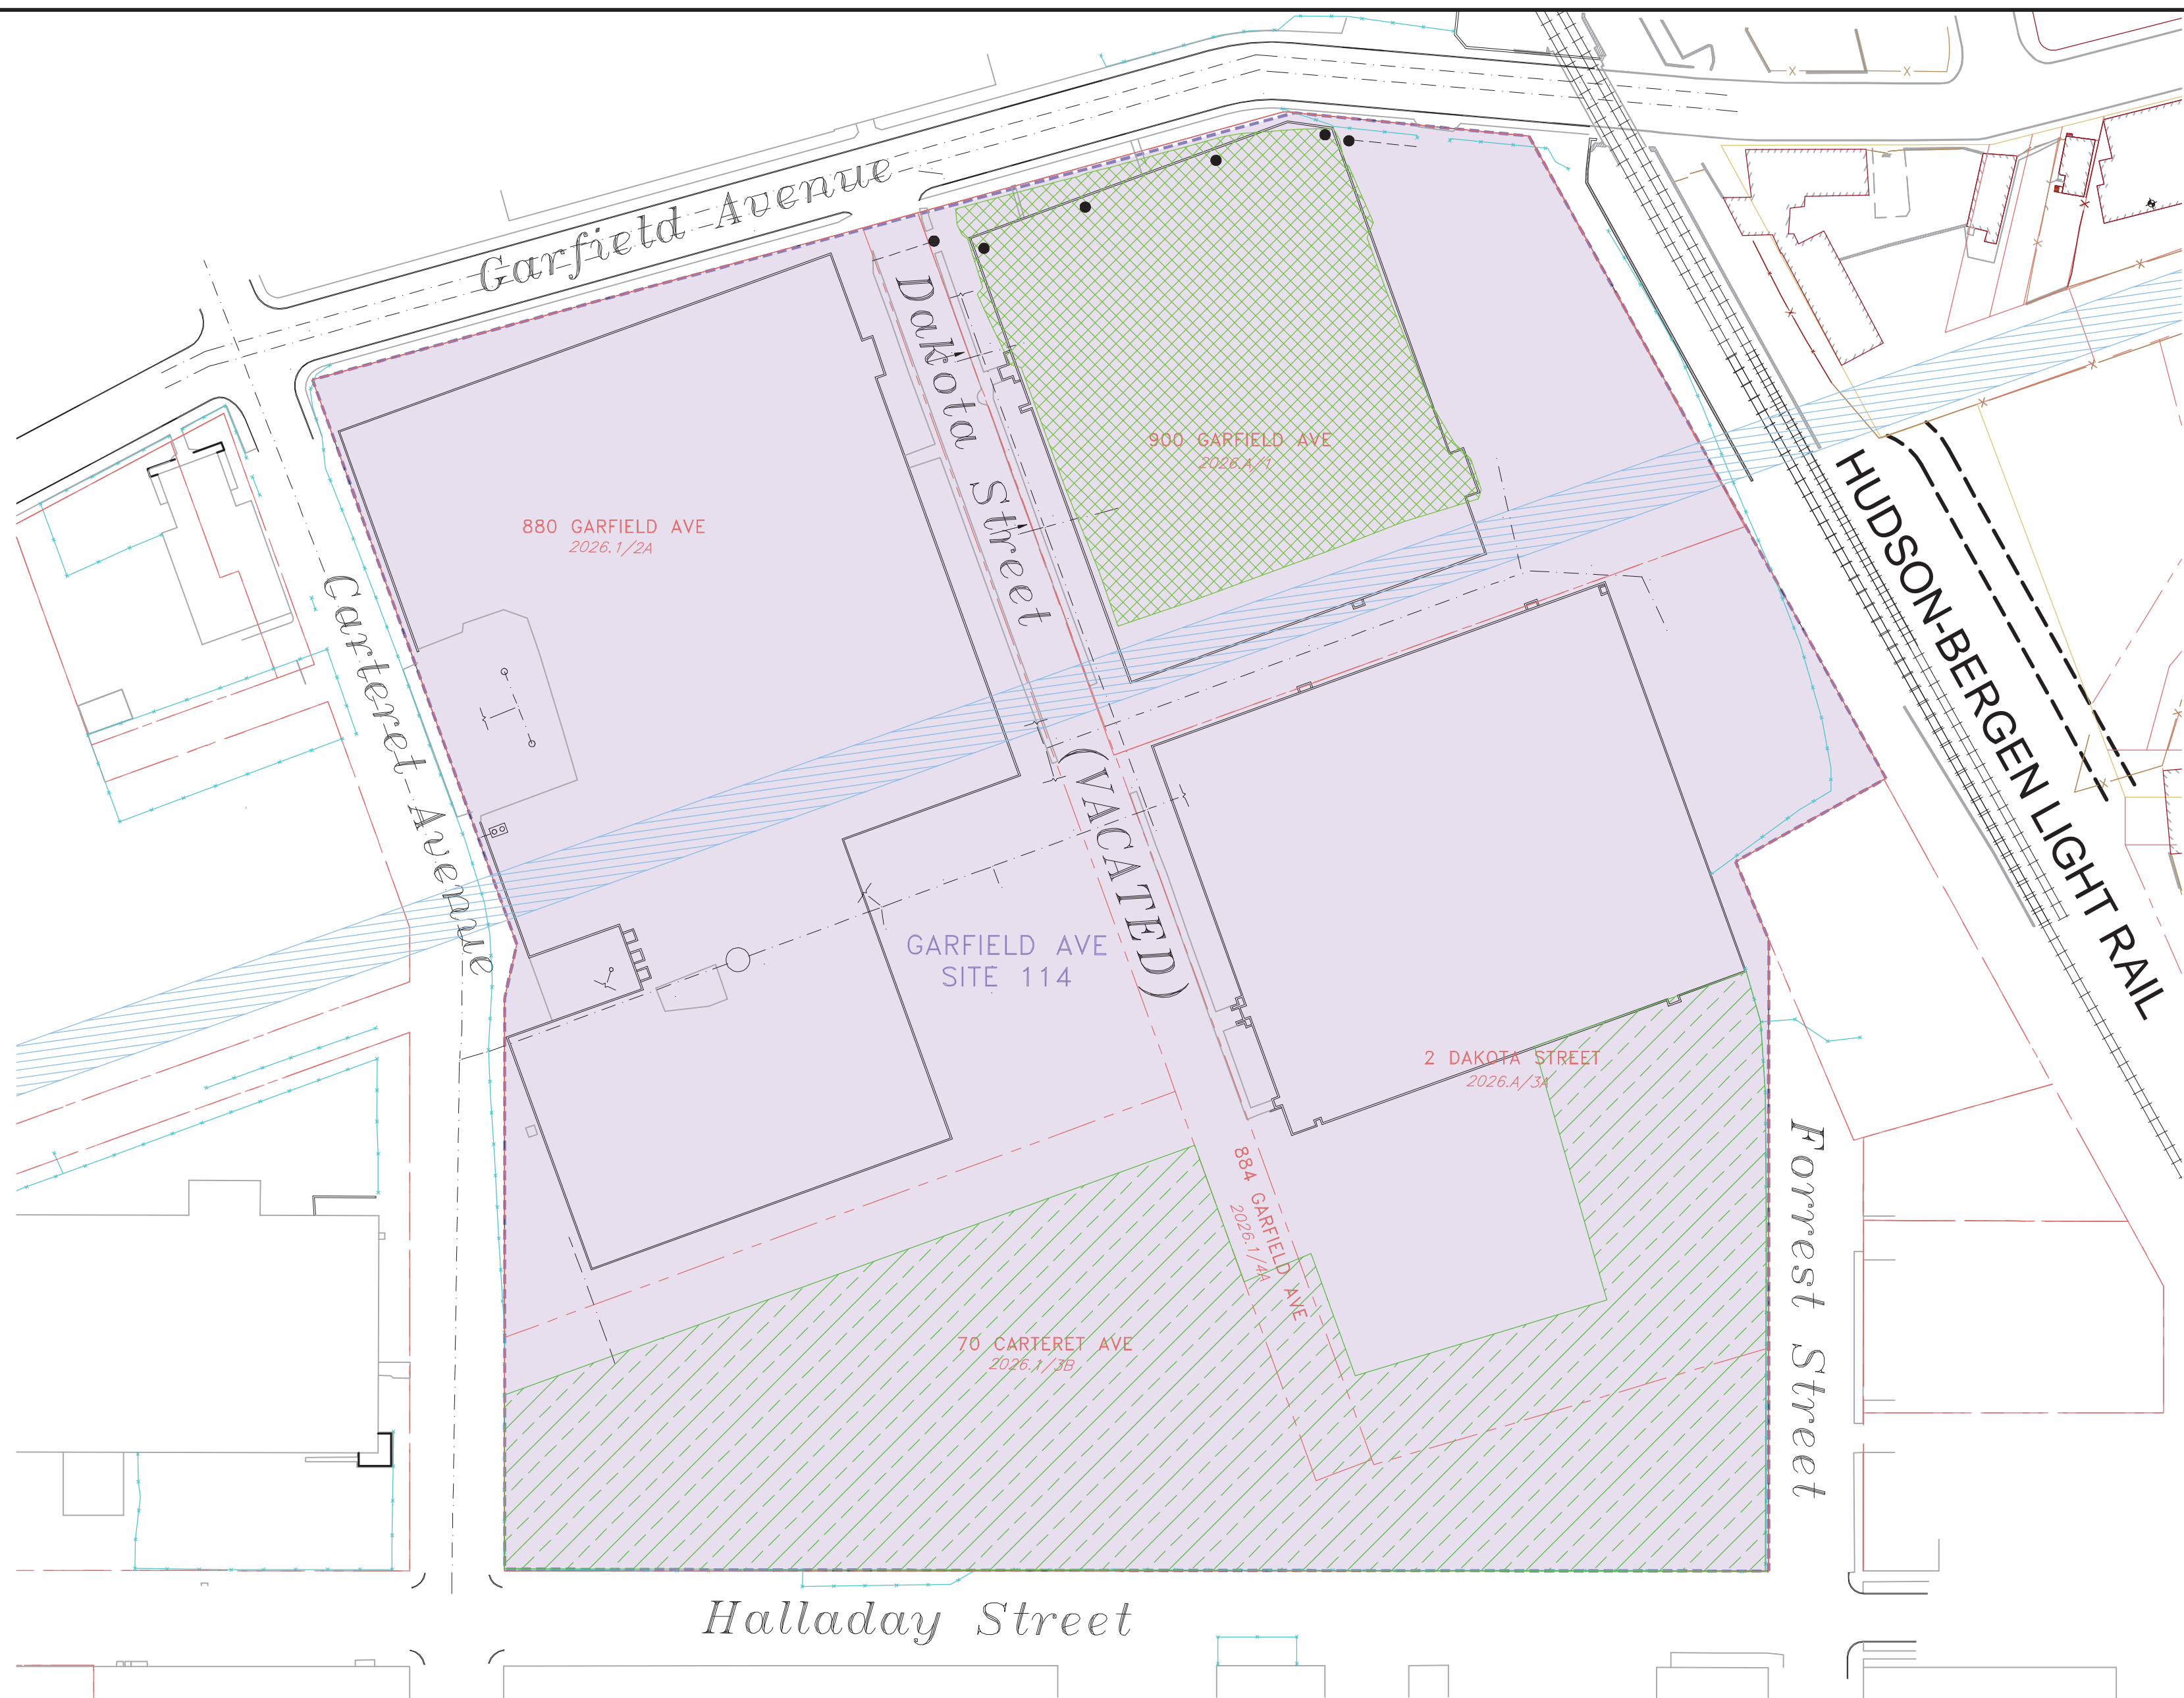 Garfield Avenue
Dakota Street
(VACATED)
900 GARFIELD AVE
2026.A/1
880 GARFIELD AVE
2026.1/2A
Carteret Avenue
HUDSON-BERGEN LIGHT RAIL
GARFIELD AVE
SITE 114
2 DAKOTA STREET
2026.A/3A
884 GARFIELD AVE
2026.1/4A
Forrest Street
70 CARTERET AVE
2026.1/3B
Halladay Street